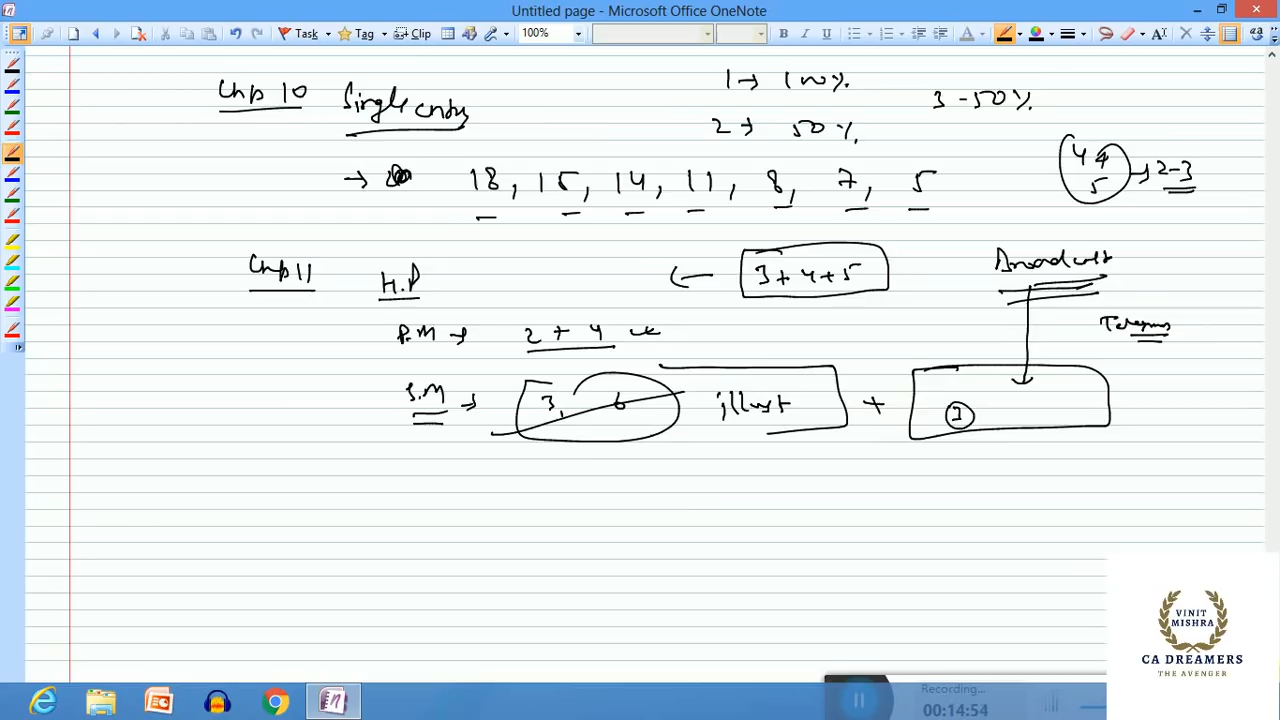 Untitled page - Microsoft Office OneNote
Task
Tag
Clip
100%
B I U
Chp 10 Single entry
1 → 100%
2 → 50%
3 - 50%
→ 18, 15, 14, 11, 8, 7, 5
4
5 → 2-3
Chp 11 H.P ← 3+4+5 Broadcast
P.M → 2 + 4
S.M → 3, 6 illust + 3
VINIT
MISHRA
CA DREAMERS
THE AVENGER
Recording...
00:14:54